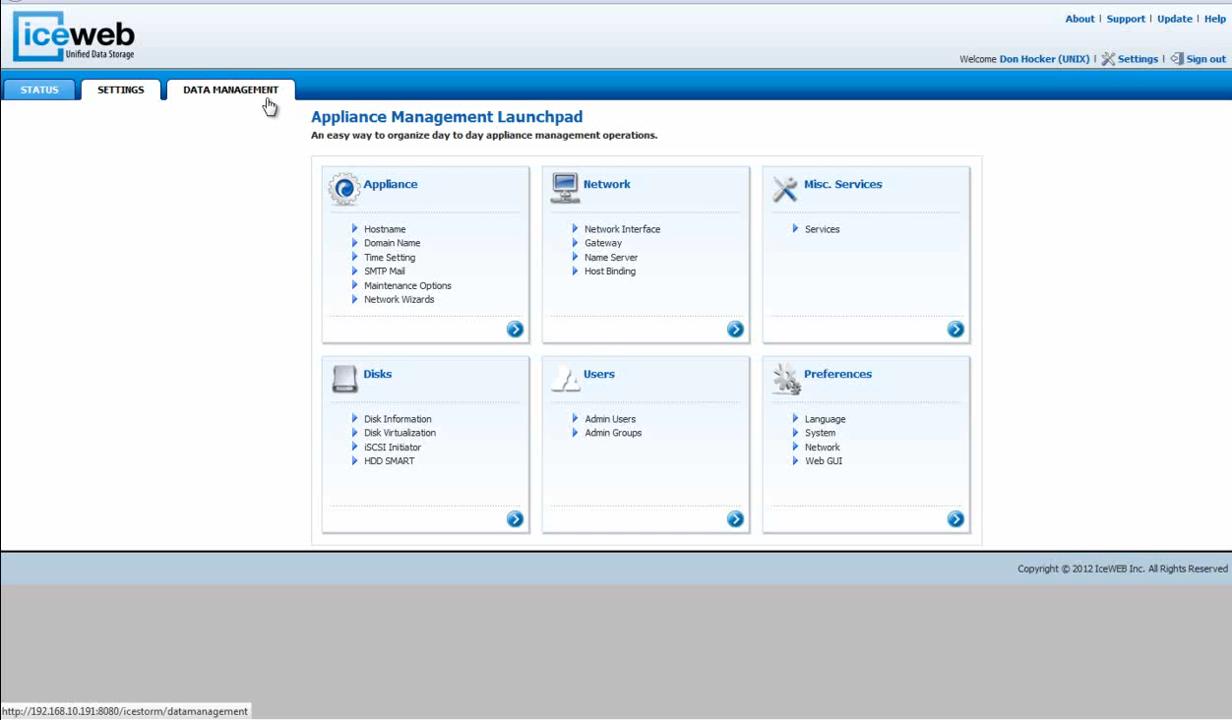 iceweb
Unified Data Storage
About | Support | Update | Help
Welcome Don Hocker (UNIX) | Settings | Sign out
STATUS SETTINGS DATA MANAGEMENT
Appliance Management Launchpad
An easy way to organize day to day appliance management operations.
Appliance
Hostname
Domain Name
Time Setting
SMTP Mail
Maintenance Options
Network Wizards
Network
Network Interface
Gateway
Name Server
Host Binding
Misc. Services
Services
Disks
Disk Information
Disk Virtualization
iSCSI Initiator
HDD SMART
Users
Admin Users
Admin Groups
Preferences
Language
System
Network
Web GUI
Copyright © 2012 IceWEB Inc. All Rights Reserved
http://192.168.10.191:8080/icestorm/datamanagement